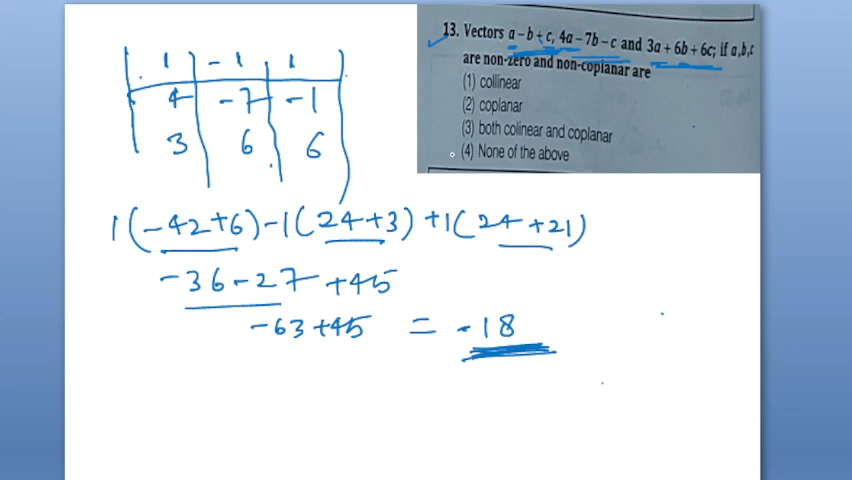 1 -1 1
4 -7 -1
3 6 6
13. Vectors a - b + c, 4a - 7b - c and 3a + 6b + 6c; if a, b, c
are non-zero and non-coplanar are
(1) collinear
(2) coplanar
(3) both colinear and coplanar
(4) None of the above
1(-42+6)-1(24+3)+1(24+21)
-36-27+45
-63+45 = -18